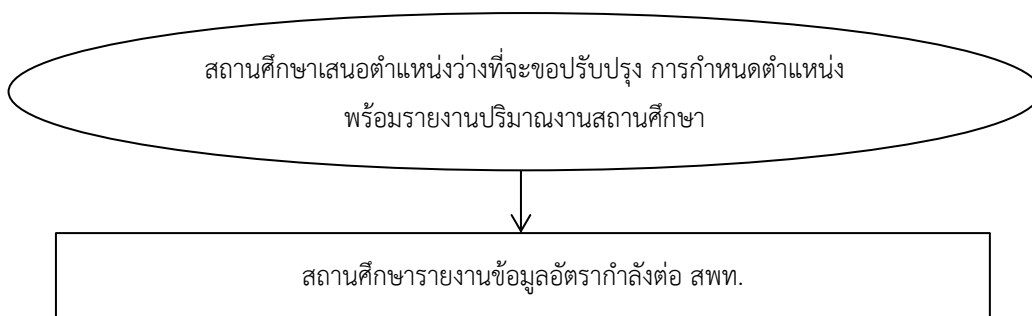 สถานศึกษาเสนอตำแหน่งว่างที่จะขอปรับปรุง การกำหนดตำแหน่ง
พร้อมรายงานปริมาณงานสถานศึกษา
สถานศึกษารายงานข้อมูลอัตรากำลังต่อ สพท.